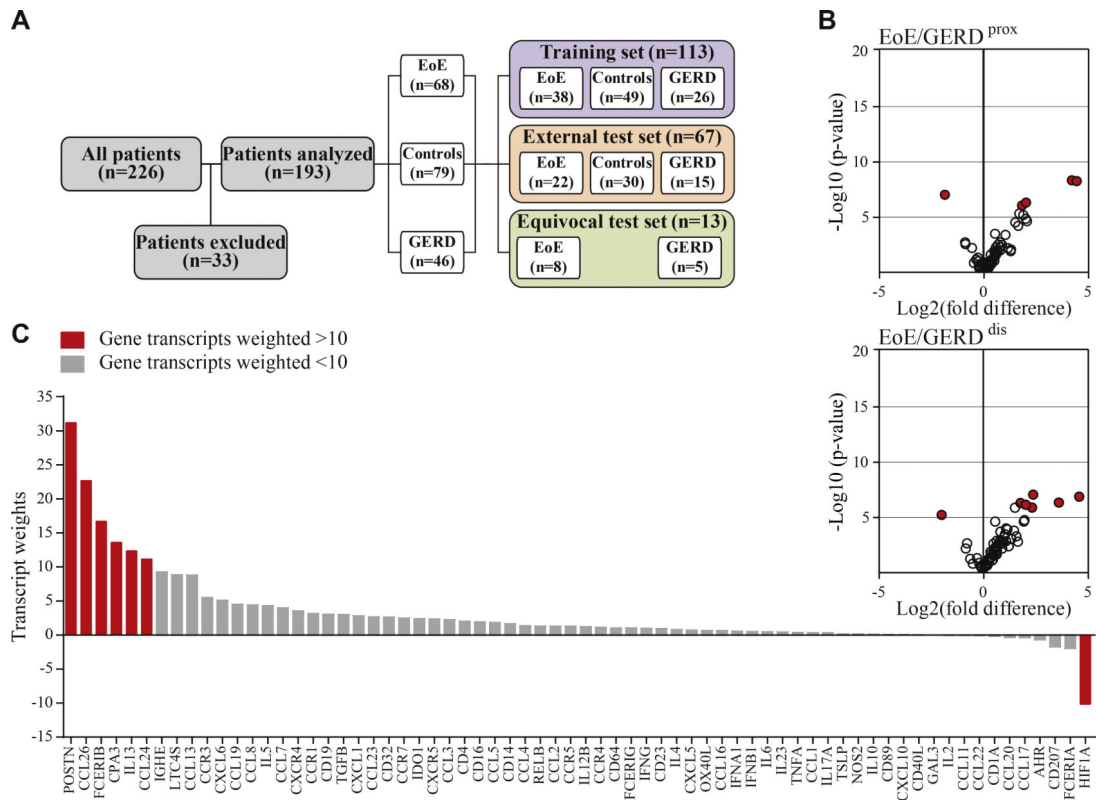 A
All patients
(n=226)
Patients excluded
(n=33)
Patients analyzed
(n=193)
EoE
(n=68)
Controls
(n=79)
GERD
(n=46)
Training set (n=113)
EoE
(n=38)
Controls
(n=49)
GERD
(n=26)
External test set (n=67)
EoE
(n=22)
Controls
(n=30)
GERD
(n=15)
Equivocal test set (n=13)
EoE
(n=8)
GERD
(n=5)
B
EoE/GERD prox
20
15
10
5
-5
0
5
-Log10 (p-value)
Log2(fold difference)
EoE/GERD dis
20
15
10
5
-5
0
5
-Log10 (p-value)
Log2(fold difference)
C
Gene transcripts weighted >10
Gene transcripts weighted <10
Transcript weights
35
30
25
20
15
10
5
0
-5
-10
-15
POSTN
CCL26
FCERIB
CPA3
IL13
CCL24
IGHE
LTC4S
CCL13
CCR3
CXCL6
CCL19
CCL8
IL5
CCL7
CXCR4
CCR1
CD19
TGFB
CXCL1
CCL23
CD32
CCR7
IDO1
CXCR5
CCL3
CD4
CD16
CCL5
CD14
CCL4
RELB
CCL2
CCR5
IL12B
CCR4
CD64
FCERIG
IFNG
CD23
IL4
CXCL5
OX40L
CCL16
IFNA1
IFNB1
IL6
IL23
TNFA
CCL1
IL17A
TSLP
NOS2
IL10
CD89
CXCL10
CD40L
GAL3
IL2
CCL11
CCL22
CD1A
CCL20
CCL17
AHR
CD207
FCERIA
HIF1A